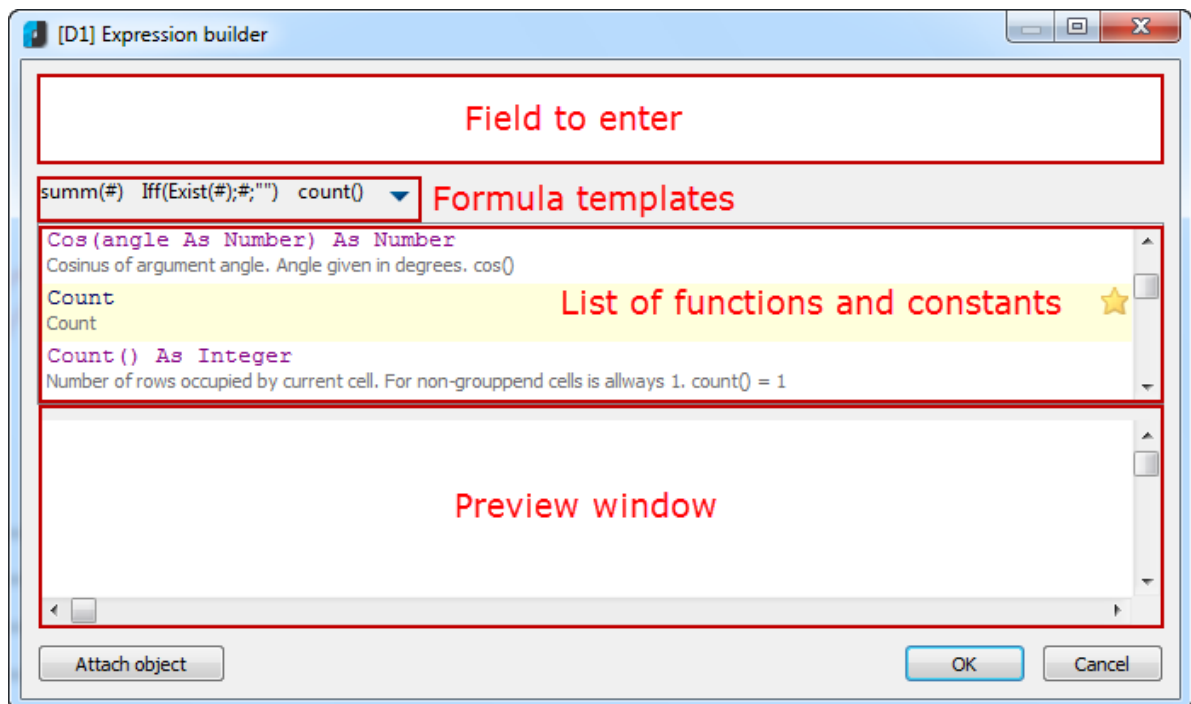 [D1] Expression builder
Field to enter
summ(#) Iff(Exist(#);#;"") count()
Formula templates
Cos(angle As Number) As Number
Cosinus of argument angle. Angle given in degrees. cos()
Count
List of functions and constants
Count
Count() As Integer
Number of rows occupied by current cell. For non-grouppend cells is allways 1. count() = 1
Preview window
Attach object
OK
Cancel